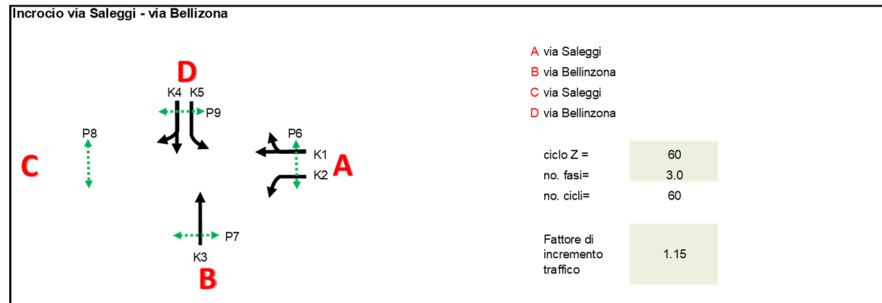 Incrocio via Saleggi - via Bellizona
A via Saleggi
B via Bellinzona
C via Saleggi
D via Bellinzona
D
K4 K5
P9
P8
P6
K1
C
A
K2
P7
K3
B
ciclo Z = 60
no. fasi= 3.0
no. cicli= 60
Fattore di
incremento 1.15
traffico